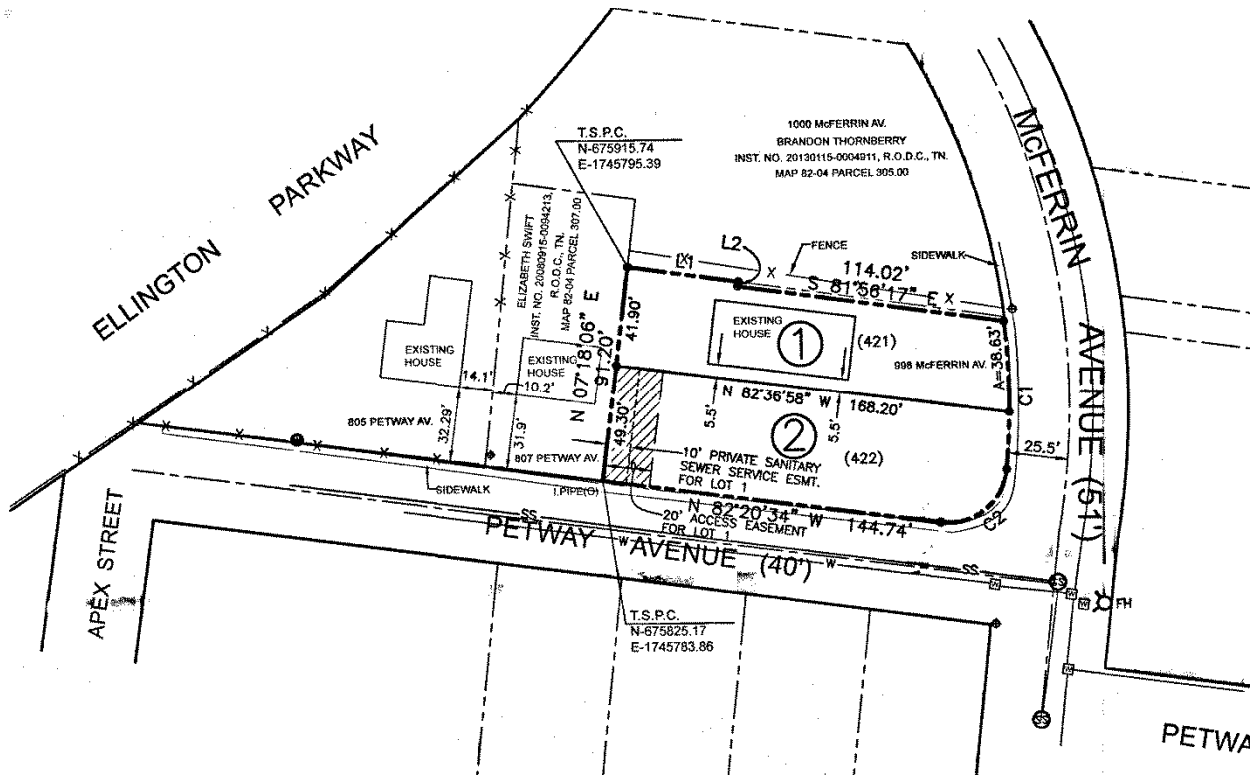 ELLINGTON PARKWAY
T.S.P.C.
N-675915.74
E-1745795.39
1000 McFERRIN AV.
BRANDON THORNBERRY
INST. NO. 20130115-0004911, R.O.D.C., TN.
MAP 82-04 PARCEL 305.00
McFERRIN AVENUE (51')
ELIZABETH SWIFT
INST. NO. 20080915-0094213,
R.O.D.C., TN.
MAP 82-04 PARCEL 307.00
L2
FENCE
SIDEWALK
L1
X
114.02'
S 81°56'17" E
X
N 07°18'06" E
91.20'
41.90'
EXISTING
HOUSE
1
(421)
998 McFERRIN AV.
A=38.63'
C1
EXISTING
HOUSE
EXISTING
HOUSE
14.1'
10.2'
N 82°36'58" W
168.20'
5.5'
5.5'
2
(422)
25.5'
805 PETWAY AV.
32.29'
31.9'
807 PETWAY AV.
49.30'
10' PRIVATE SANITARY
SEWER SERVICE ESMT.
FOR LOT 1
SIDEWALK
I.PIPE(O)
N 82°20'34" W
144.74'
C2
20' ACCESS EASEMENT
FOR LOT 1
APEX STREET
SS
PETWAY AVENUE (40')
W
W
SS
SS
W
W
W
FH
T.S.P.C.
N-675825.17
E-1745783.86
W
SS
PETWA